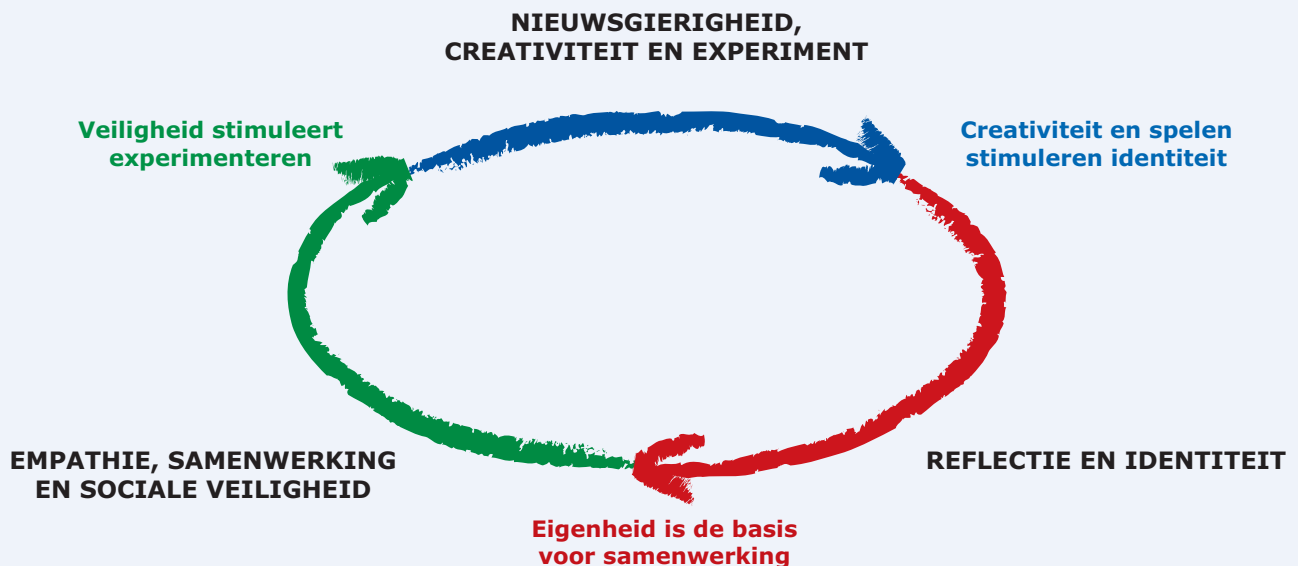 NIEUWSGIERIGHEID,
CREATIVITEIT EN EXPERIMENT
Veiligheid stimuleert
experimenteren
Creativiteit en spelen
stimuleren identiteit
EMPATHIE, SAMENWERKING
EN SOCIALE VEILIGHEID
REFLECTIE EN IDENTITEIT
Eigenheid is de basis
voor samenwerking